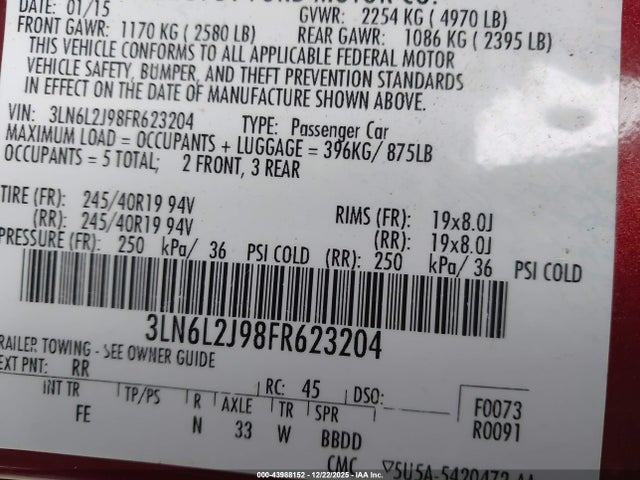 DATE: 01/15 GVWR: 2254 KG ( 4970 LB)
FRONT GAWR: 1170 KG ( 2580 LB) REAR GAWR: 1086 KG ( 2395 LB)
THIS VEHICLE CONFORMS TO ALL APPLICABLE FEDERAL MOTOR
VEHICLE SAFETY, BUMPER, AND THEFT PREVENTION STANDARDS
IN EFFECT ON THE DATE OF MANUFACTURE SHOWN ABOVE.
VIN: 3LN6L2J98FR623204 TYPE: Passenger Car
MAXIMUM LOAD = OCCUPANTS + LUGGAGE = 396KG/ 875LB
OCCUPANTS = 5 TOTAL; 2 FRONT, 3 REAR
TIRE (FR): 245/40R19 94V RIMS (FR): 19x8.0J
(RR): 245/40R19 94V (RR): 19x8.0J
PRESSURE (FR): 250 kPa/ 36 PSI COLD (RR): 250 kPa/ 36 PSI COLD
3LN6L2J98FR623204
TRAILER TOWING - SEE OWNER GUIDE
EXT PNT: RR RC: 45 DSO: F0073
INT TR TP/PS R AXLE TR SPR R0091
FE N 33 W BBDD
CMC
000-43988152 - 12/22/2025 - IAA